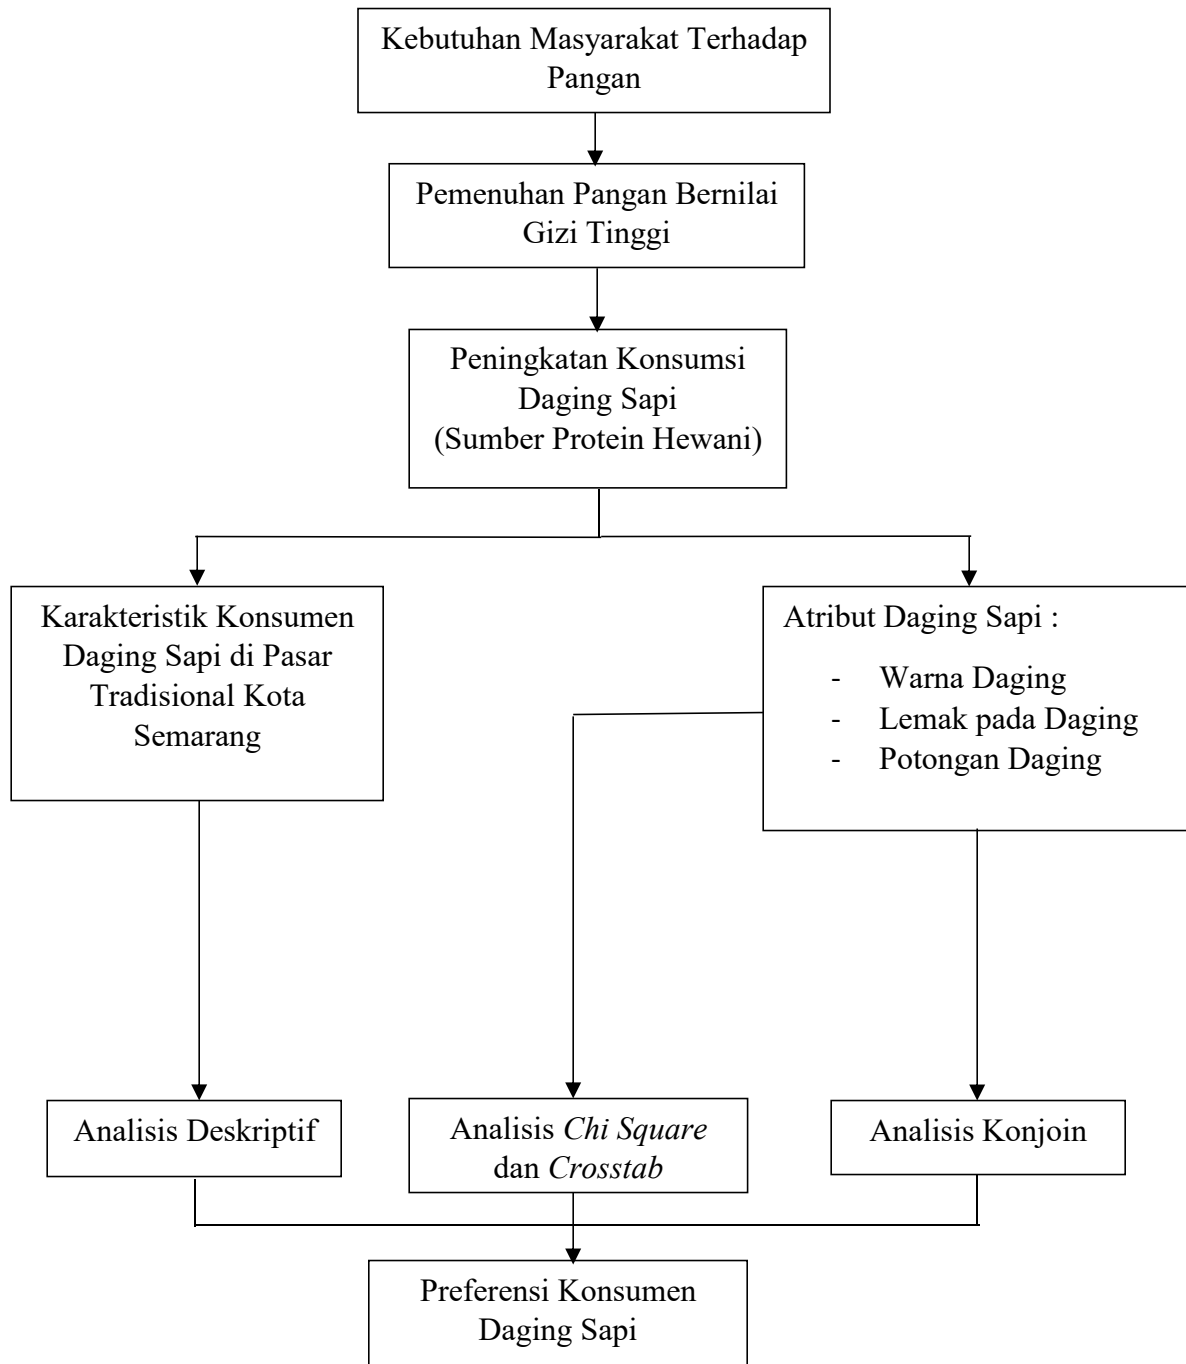 Kebutuhan Masyarakat Terhadap
Pangan
Pemenuhan Pangan Bernilai
Gizi Tinggi
Peningkatan Konsumsi
Daging Sapi
(Sumber Protein Hewani)
Karakteristik Konsumen
Daging Sapi di Pasar
Tradisional Kota
Semarang
Atribut Daging Sapi :
- Warna Daging
- Lemak pada Daging
- Potongan Daging
Analisis Deskriptif
Analisis Chi Square
dan Crosstab
Analisis Konjoin
Preferensi Konsumen
Daging Sapi